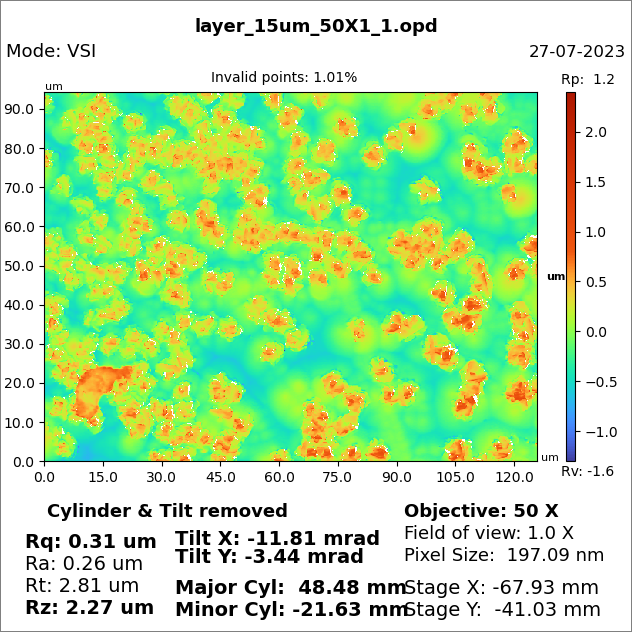 layer_15um_50X1_1.opd
Mode: VSI
27-07-2023
Invalid points: 1.01%
Rp: 1.2
um
90.0
80.0
70.0
60.0
50.0
40.0
30.0
20.0
10.0
0.0
0.0 15.0 30.0 45.0 60.0 75.0 90.0 105.0 120.0
um
2.0
1.5
1.0
0.5
0.0
−0.5
−1.0
um
Rv: -1.6
Cylinder & Tilt removed
Rq: 0.31 um
Ra: 0.26 um
Rt: 2.81 um
Rz: 2.27 um
Tilt X: -11.81 mrad
Tilt Y: -3.44 mrad
Major Cyl: 48.48 mm
Minor Cyl: -21.63 mm
Objective: 50 X
Field of view: 1.0 X
Pixel Size: 197.09 nm
Stage X: -67.93 mm
Stage Y: -41.03 mm